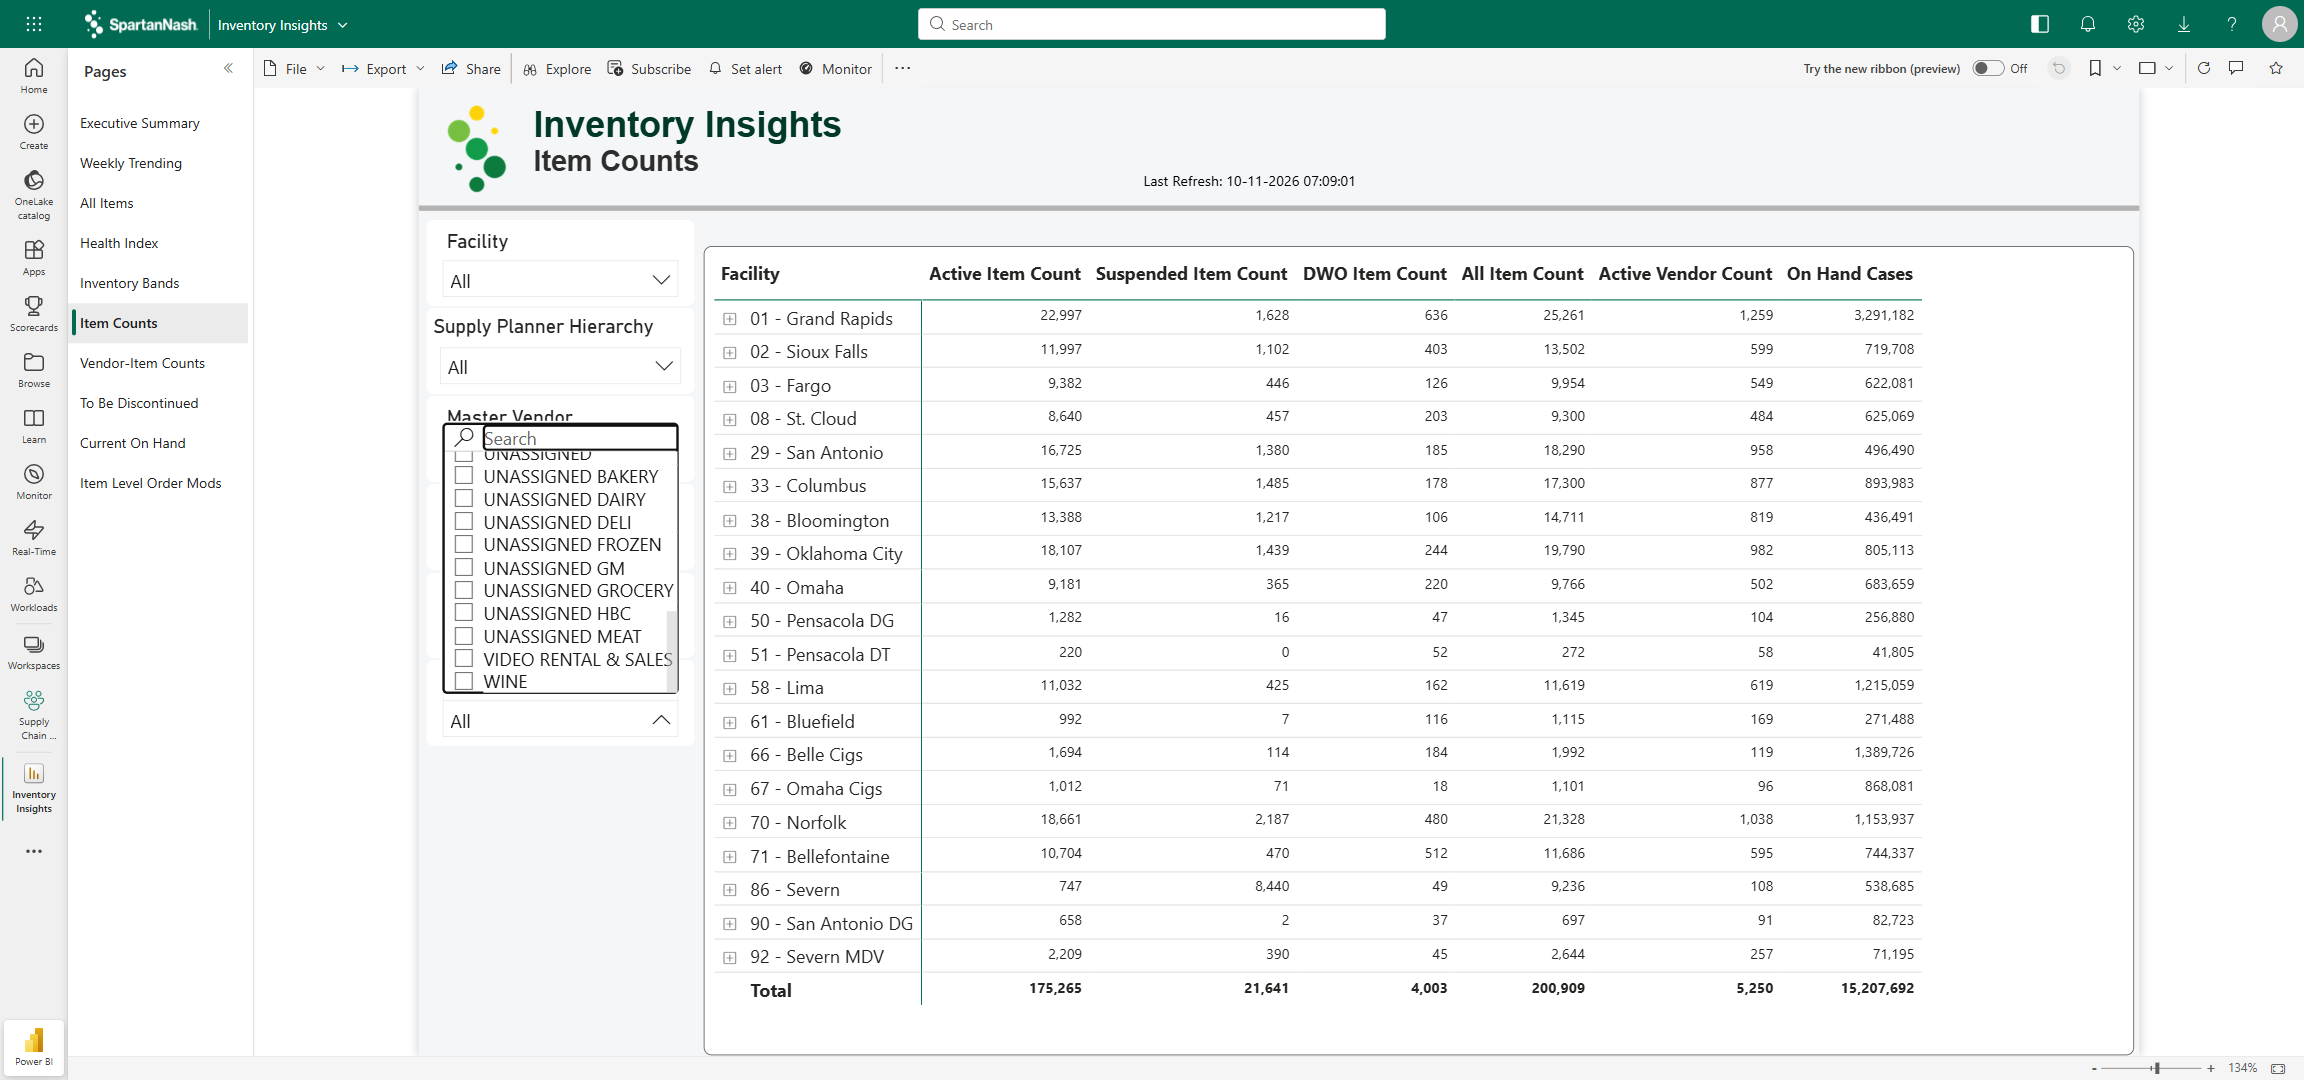 SpartanNash
Inventory Insights
Search
Home
Create
OneLake
catalog
Apps
Scorecards
Browse
Learn
Monitor
Real-Time
Workloads
Workspaces
Supply
Chain ...
Inventory
Insights
Power BI
Pages
Executive Summary
Weekly Trending
All Items
Health Index
Inventory Bands
Item Counts
Vendor-Item Counts
To Be Discontinued
Current On Hand
Item Level Order Mods
File Export Share Explore Subscribe Set alert Monitor ...
Try the new ribbon (preview) Off
Inventory Insights
Item Counts
Last Refresh: 10-11-2026 07:09:01
Facility
All
Supply Planner Hierarchy
All
Master Vendor
Search
UNASSIGNED
UNASSIGNED BAKERY
UNASSIGNED DAIRY
UNASSIGNED DELI
UNASSIGNED FROZEN
UNASSIGNED GM
UNASSIGNED GROCERY
UNASSIGNED HBC
UNASSIGNED MEAT
VIDEO RENTAL & SALES
WINE
All
Facility Active Item Count Suspended Item Count DWO Item Count All Item Count Active Vendor Count On Hand Cases
01 - Grand Rapids 22,997 1,628 636 25,261 1,259 3,291,182
02 - Sioux Falls 11,997 1,102 403 13,502 599 719,708
03 - Fargo 9,382 446 126 9,954 549 622,081
08 - St. Cloud 8,640 457 203 9,300 484 625,069
29 - San Antonio 16,725 1,380 185 18,290 958 496,490
33 - Columbus 15,637 1,485 178 17,300 877 893,983
38 - Bloomington 13,388 1,217 106 14,711 819 436,491
39 - Oklahoma City 18,107 1,439 244 19,790 982 805,113
40 - Omaha 9,181 365 220 9,766 502 683,659
50 - Pensacola DG 1,282 16 47 1,345 104 256,880
51 - Pensacola DT 220 0 52 272 58 41,805
58 - Lima 11,032 425 162 11,619 619 1,215,059
61 - Bluefield 992 7 116 1,115 169 271,488
66 - Belle Cigs 1,694 114 184 1,992 119 1,389,726
67 - Omaha Cigs 1,012 71 18 1,101 96 868,081
70 - Norfolk 18,661 2,187 480 21,328 1,038 1,153,937
71 - Bellefontaine 10,704 470 512 11,686 595 744,337
86 - Severn 747 8,440 49 9,236 108 538,685
90 - San Antonio DG 658 2 37 697 91 82,723
92 - Severn MDV 2,209 390 45 2,644 257 71,195
Total 175,265 21,641 4,003 200,909 5,250 15,207,692
- + 134%